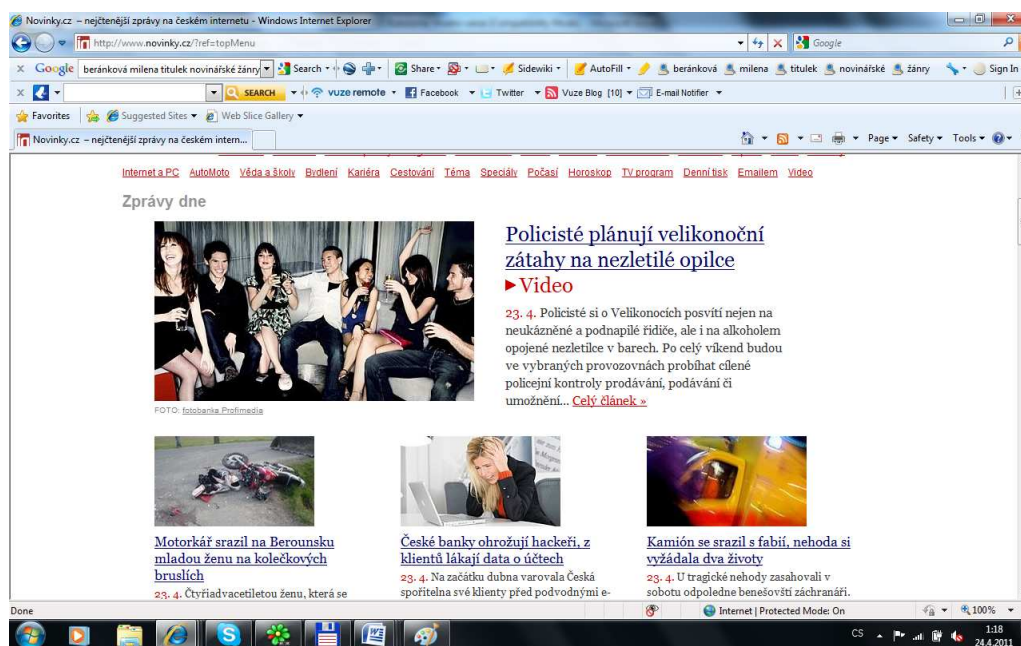 Novinky.cz – nejčtenější zprávy na českém internetu - Windows Internet Explorer
http://www.novinky.cz/?ref=topMenu
Google
x Google beránková milena titulek novinářské žánry Search Share Sidewiki AutoFill beránková milena titulek novinářské žánry Sign In
x SEARCH vuze remote Facebook Twitter Vuze Blog [10] E-mail Notifier
Favorites Suggested Sites Web Slice Gallery
Novinky.cz – nejčtenější zprávy na českém intern... Page Safety Tools
Internet a PC AutoMoto Věda a školy Bydlení Kariéra Cestování Téma Speciály Počasí Horoskop TV program Denní tisk Emailem Video
Zprávy dne
Policisté plánují velikonoční
zátahy na nezletilé opilce
Video
23. 4. Policisté si o Velikonocích posvítí nejen na
neukázněné a podnapilé řidiče, ale i na alkoholem
opojené nezletilce v barech. Po celý víkend budou
ve vybraných provozovnách probíhat cílené
policejní kontroly prodávání, podávání či
umožnění... Celý článek »
FOTO: fotobanka Profimedia
Motorkář srazil na Berounsku
mladou ženu na kolečkových
bruslích
23. 4. Čtyřiadvacetiletou ženu, která se
České banky ohrožují hackeři, z
klientů lákají data o účtech
23. 4. Na začátku dubna varovala Česká
spořitelna své klienty před podvodnými e-
Kamión se srazil s fabií, nehoda si
vyžádala dva životy
23. 4. U tragické nehody zasahovali v
sobotu odpoledne benešovští záchranáři.
Done Internet | Protected Mode: On 100%
CS 1:18
24.4.2011